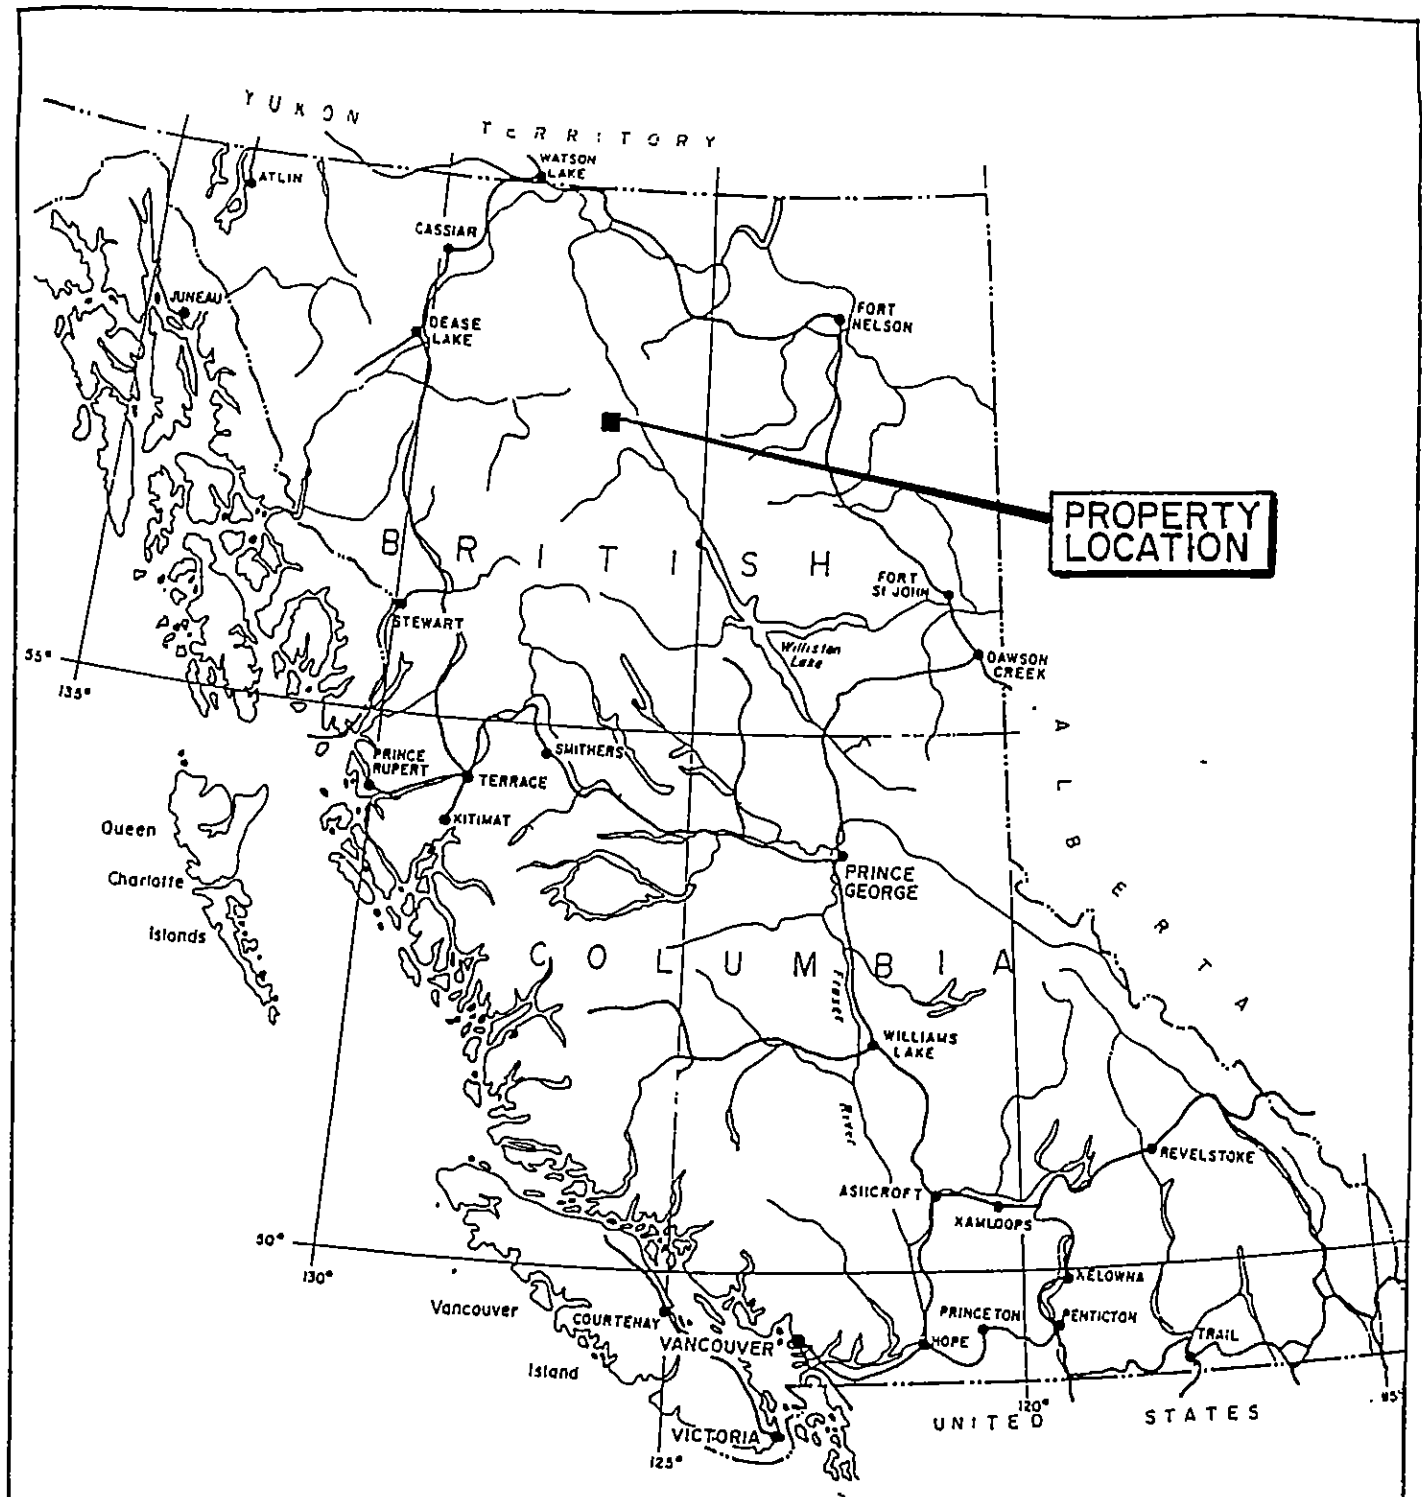 YUKON TERRITORY
WATSON
LAKE
ATLIN
CASSIAR
JUNEAU
DEASE
LAKE
FORT
NELSON
PROPERTY
LOCATION
BRITISH
FORT
ST JOHN
STEWART
Williston
Lake
DAWSON
CREEK
55°
135°
ALBERTA
PRINCE
RUPERT
SMITHERS
TERRACE
KITIMAT
Queen
Charlotte
Islands
PRINCE
GEORGE
COLUMBIA
Fraser
River
WILLIAMS
LAKE
REVELSTOKE
ASHCROFT
KAMLOOPS
50°
130°
KELOWNA
Vancouver
Island
COURTENAY
VANCOUVER
PRINCETON
PENTICTON
HOPE
TRAIL
120°
UNITED STATES
VICTORIA
125°